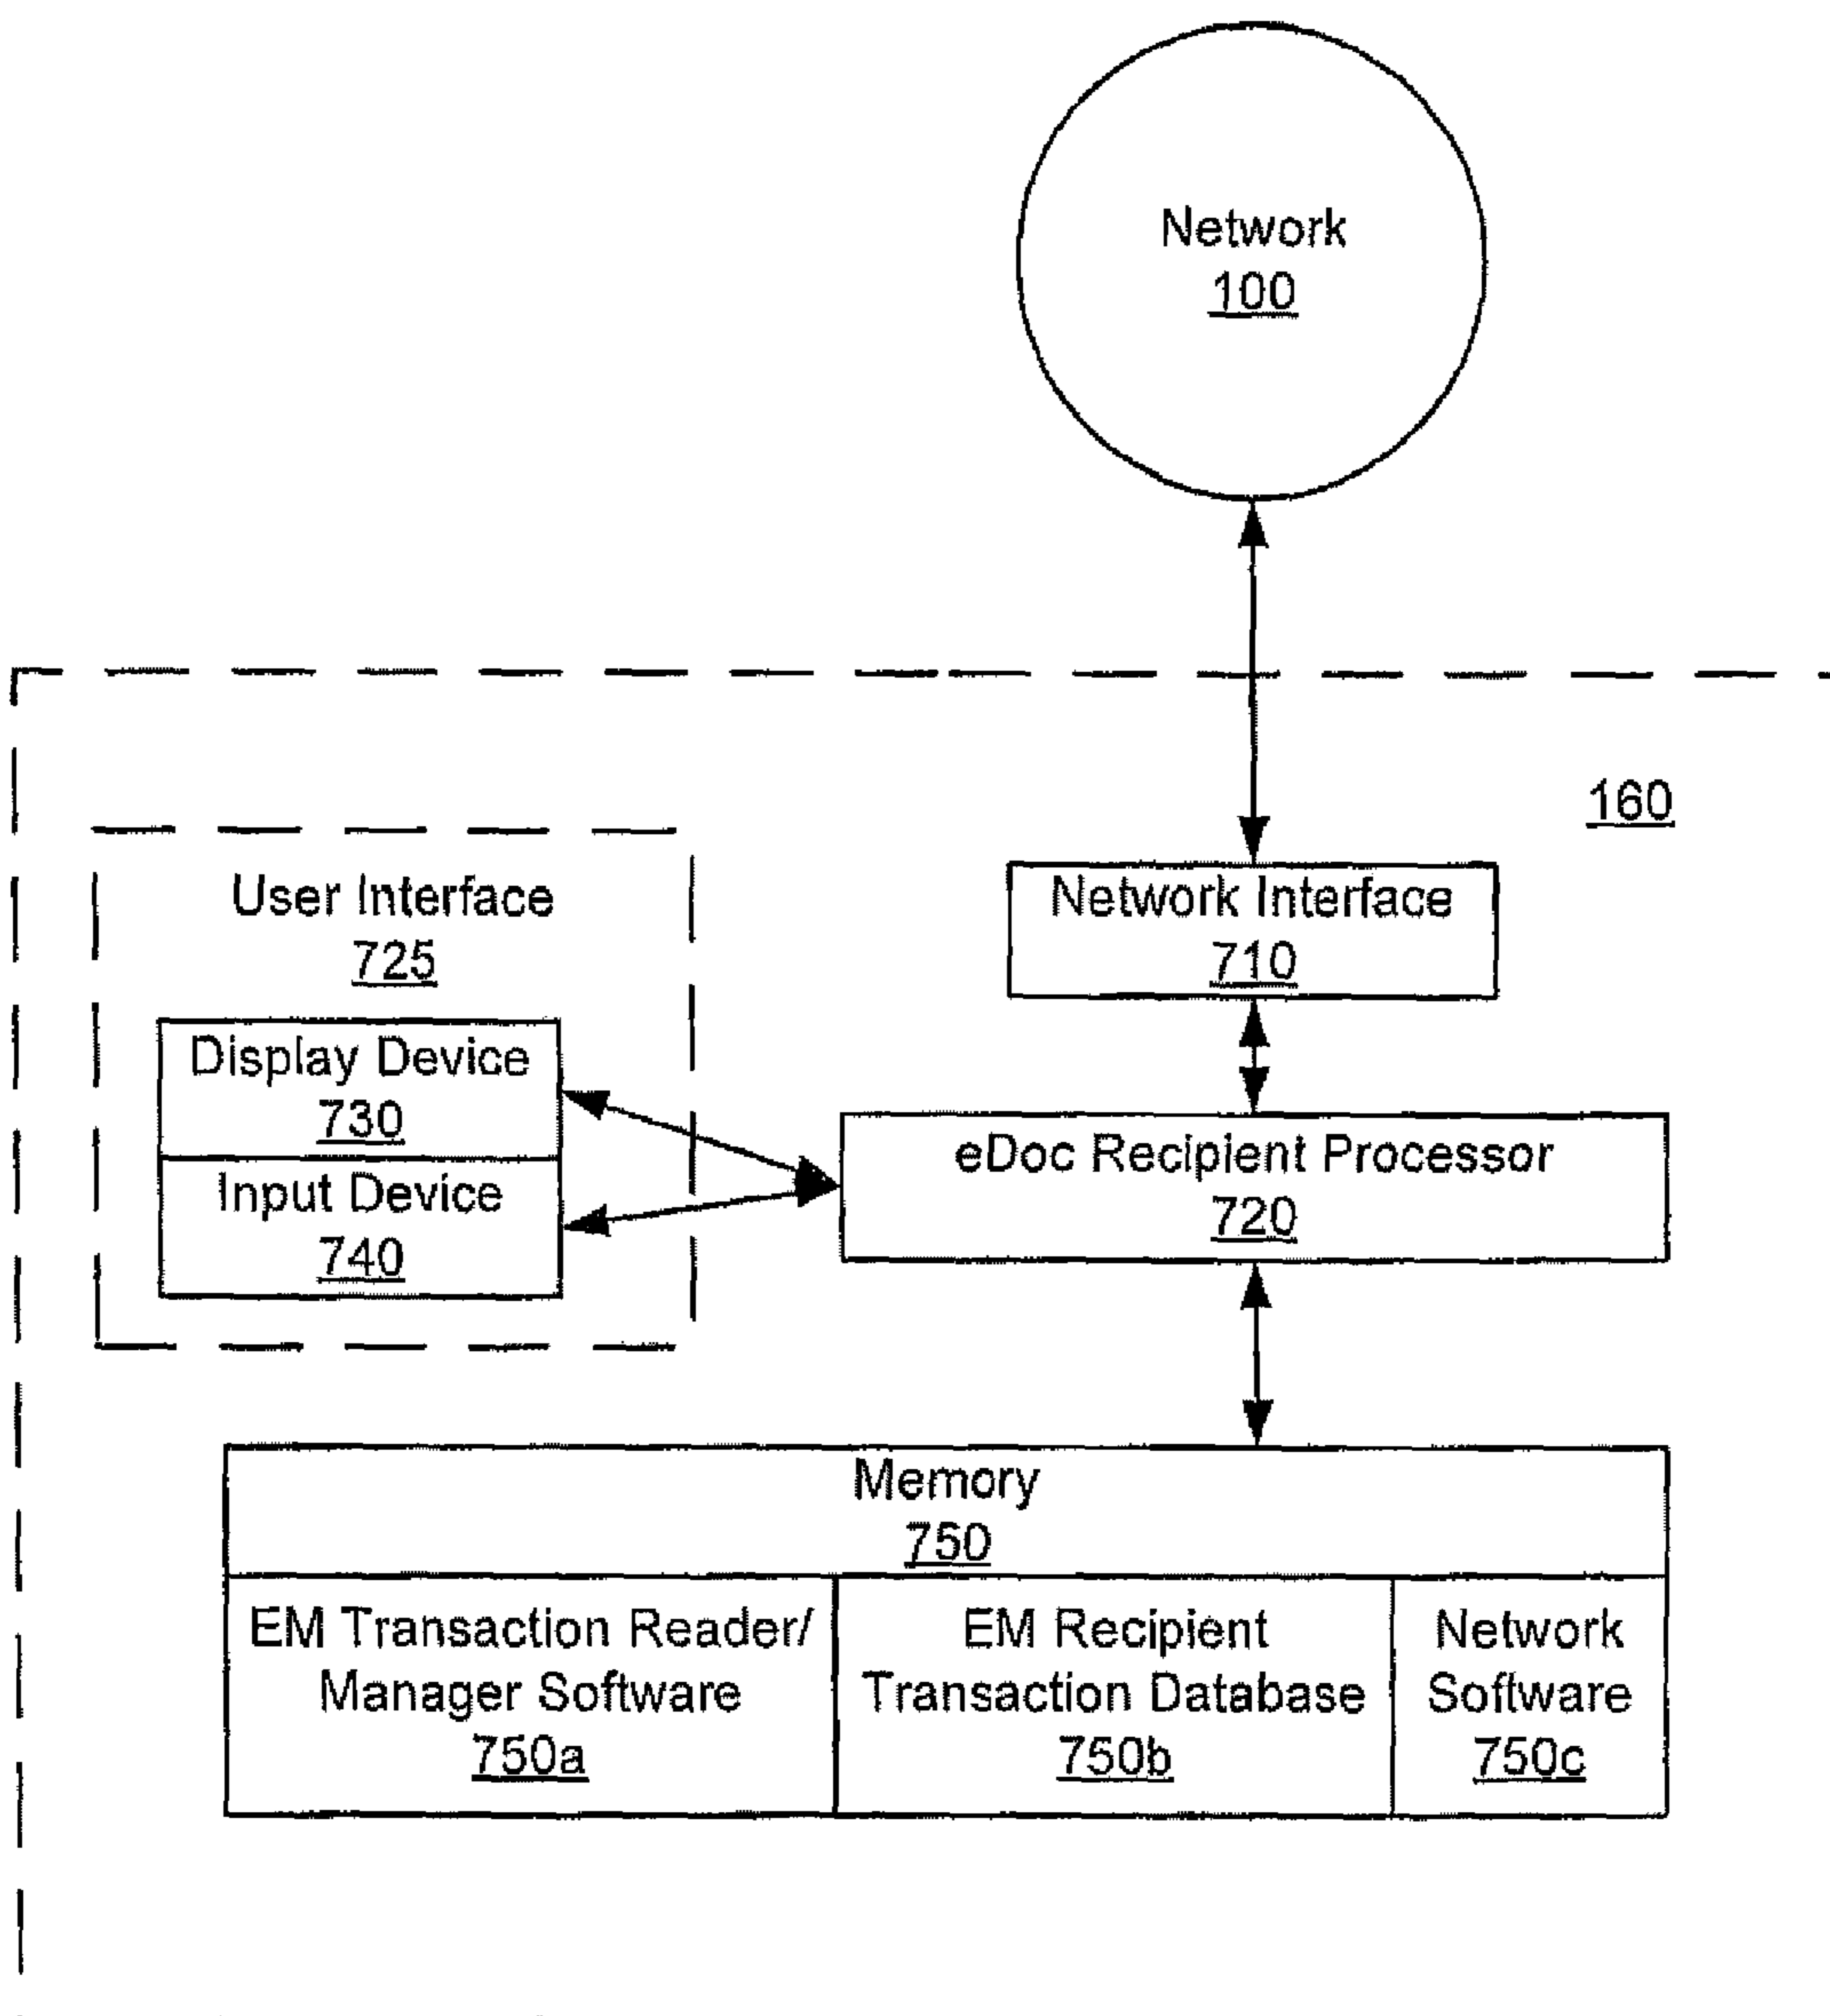 Network
100
160
User Interface
725
Network Interface
710
Display Device
730
Input Device
740
eDoc Recipient Processor
720
Memory
750
EM Transaction Reader/
Manager Software
750a
EM Recipient
Transaction Database
750b
Network
Software
750c